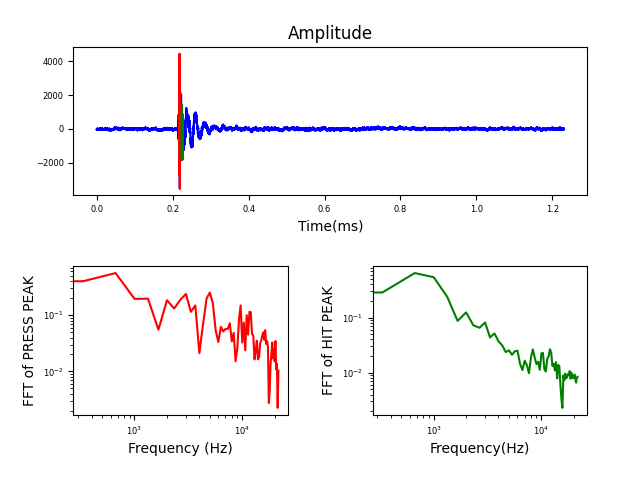 Amplitude
4000
2000
0
−2000
0.0 0.2 0.4 0.6 0.8 1.0 1.2
Time(ms)
FFT of PRESS PEAK
10⁻¹
10⁻²
10³ 10⁴
Frequency (Hz)
FFT of HIT PEAK
10⁻¹
10⁻²
10³ 10⁴
Frequency(Hz)